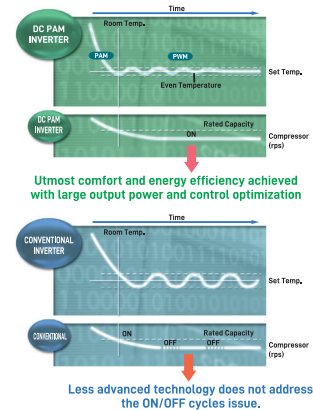 Time
Room Temp.
DC PAM
INVERTER
PAM
PWM
Set Temp.
Even Temperature
DC PAM
INVERTER
Rated Capacity
ON
Compressor
(rps)
Utmost comfort and energy efficiency achieved
with large output power and control optimization
Time
Room Temp.
CONVENTIONAL
INVERTER
Set Temp.
CONVENTIONAL
ON
Rated Capacity
OFF
OFF
Compressor
(rps)
Less advanced technology does not address
the ON/OFF cycles issue.